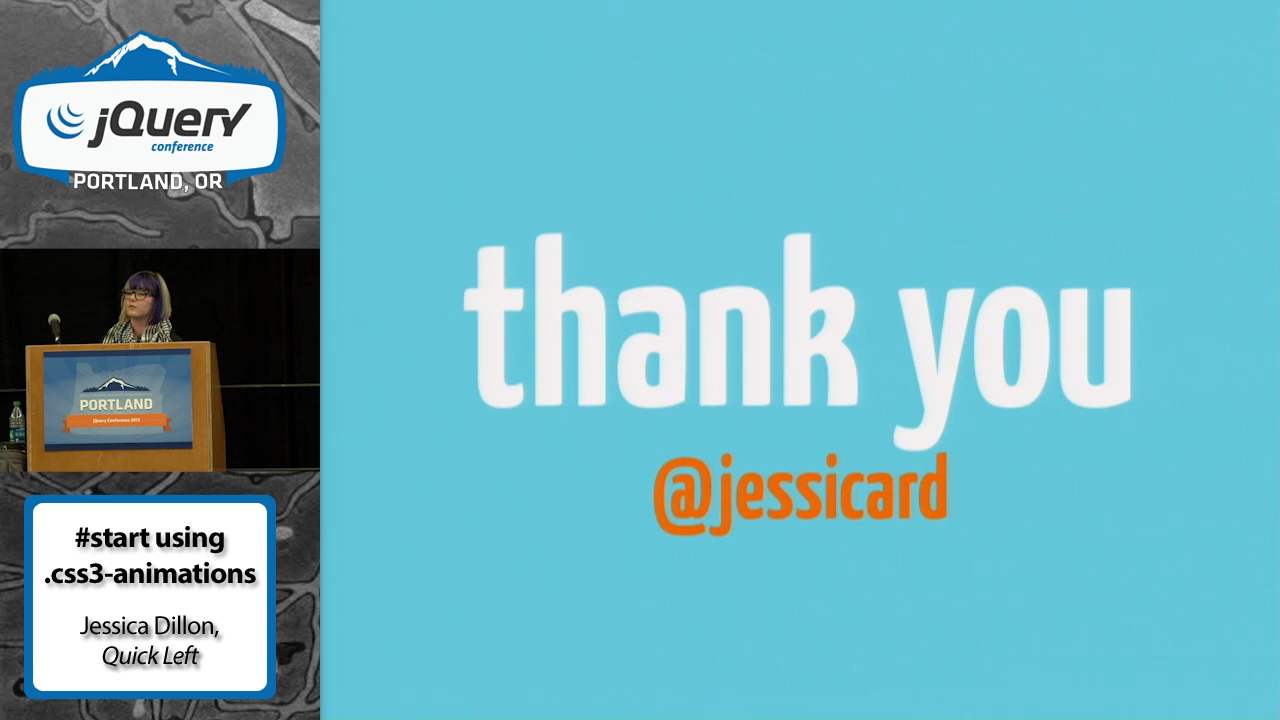 jQuery
conference
PORTLAND, OR
PORTLAND
jQuery Conference 2013
#start using
.css3-animations
Jessica Dillon,
Quick Left
thank you
@jessicard